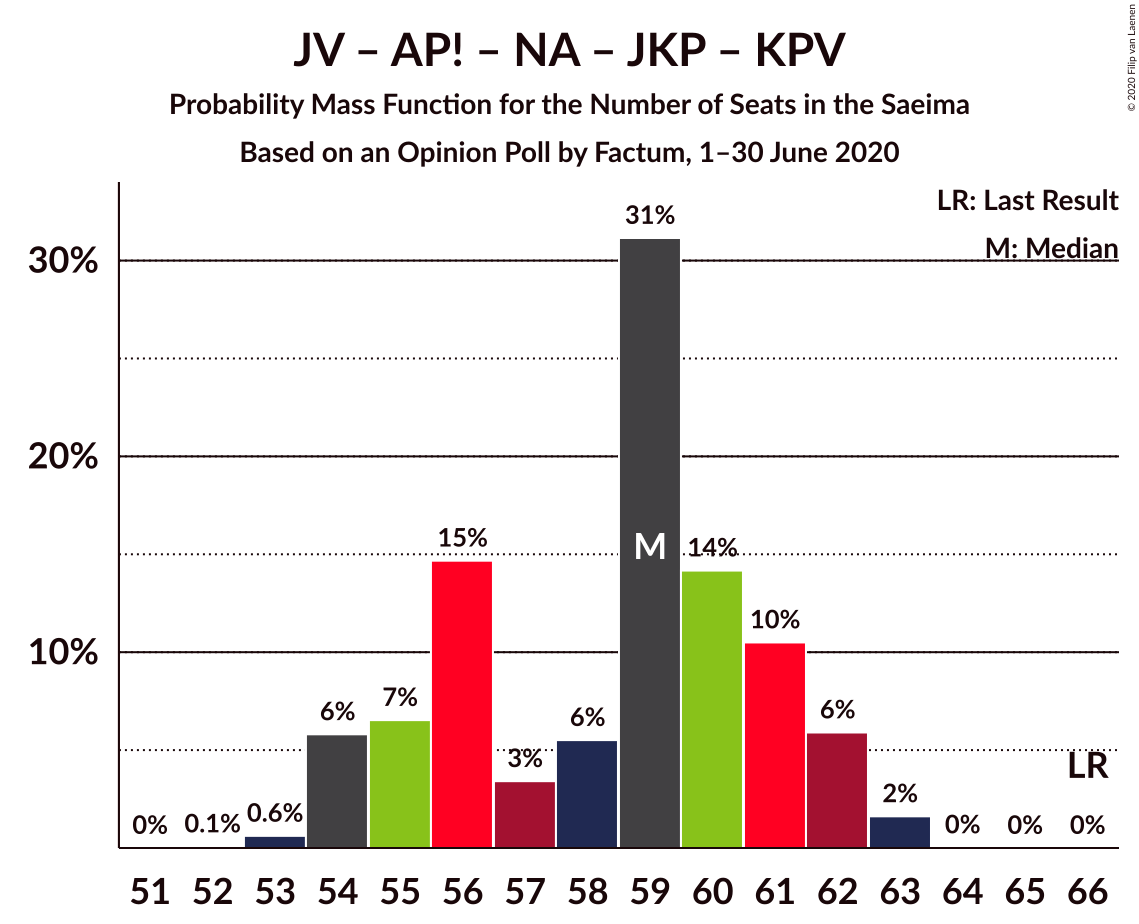 JV – AP! – NA – JKP – KPV
Probability Mass Function for the Number of Seats in the Saeima
Based on an Opinion Poll by Factum, 1–30 June 2020
© 2020 Filip van Laenen
LR: Last Result
M: Median
30%
20%
10%
0% 0.1% 0.6% 6% 7% 15% 3% 6% 31% 14% 10% 6% 2% 0% 0% 0%
M
LR
51 52 53 54 55 56 57 58 59 60 61 62 63 64 65 66